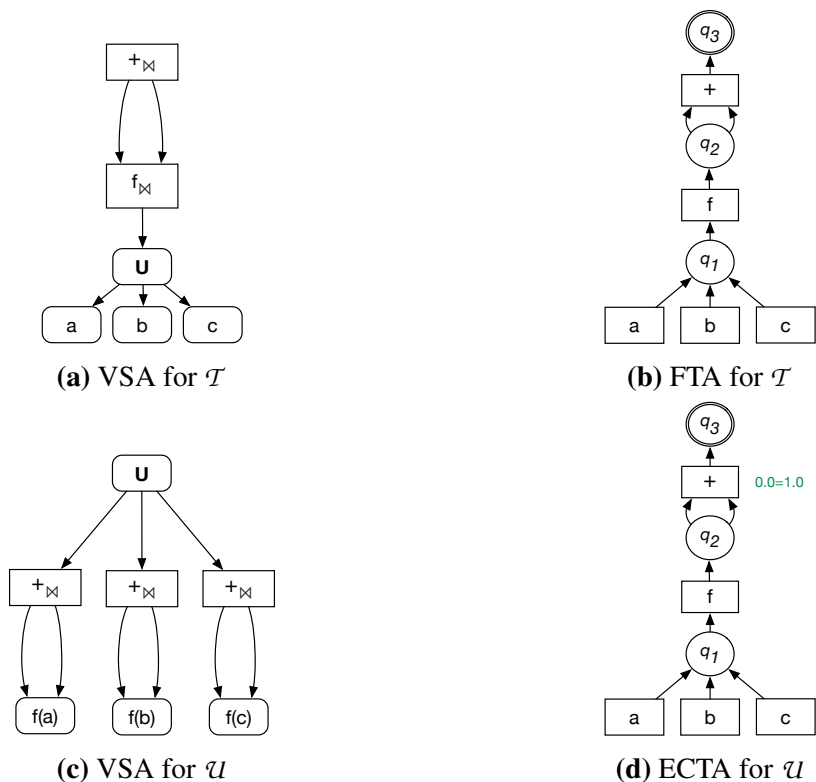 +⋈
f⋈
U
a b c
(a) VSA for 𝒯
q3
+
q2
f
q1
a b c
(b) FTA for 𝒯
U
+⋈ +⋈ +⋈
f(a) f(b) f(c)
(c) VSA for 𝒰
q3
+ 0.0=1.0
q2
f
q1
a b c
(d) ECTA for 𝒰